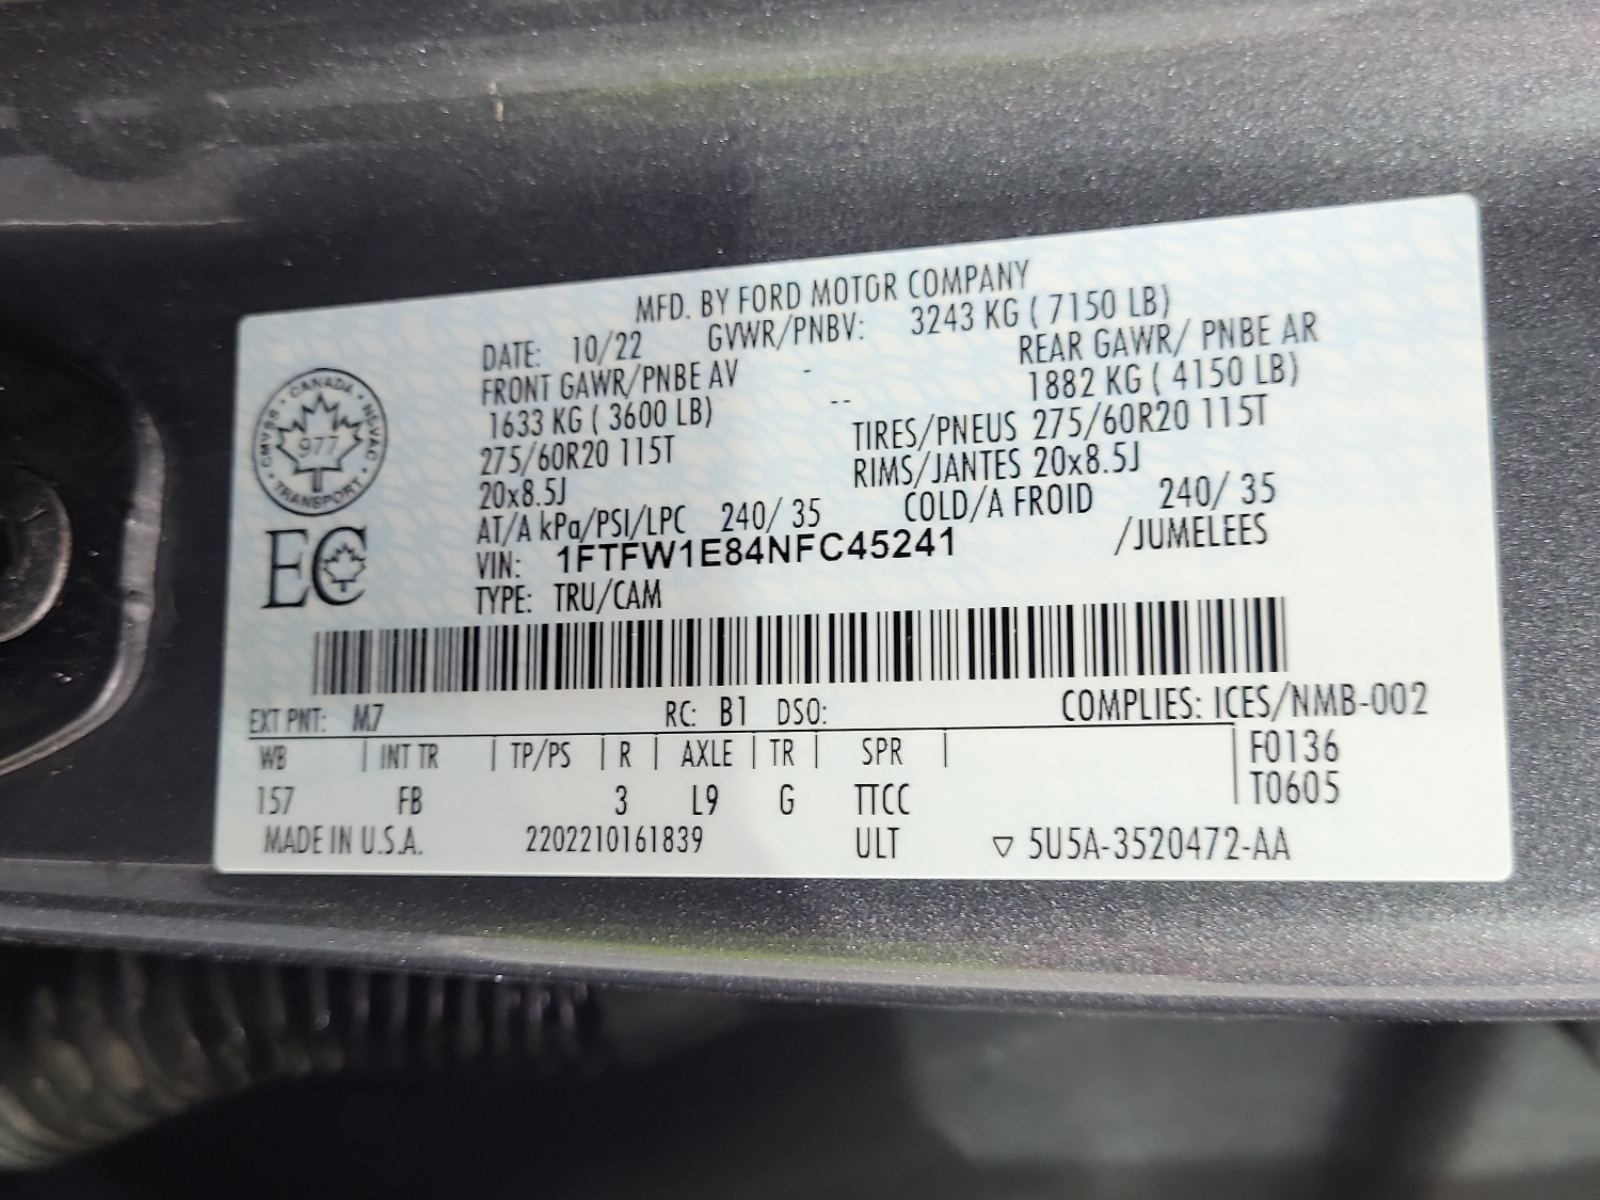 MFD. BY FORD MOTOR COMPANY
DATE: 10/22 GVWR/PNBV: 3243 KG ( 7150 LB)
FRONT GAWR/PNBE AV - REAR GAWR/ PNBE AR
1633 KG ( 3600 LB) -- 1882 KG ( 4150 LB)
275/60R20 115T TIRES/PNEUS 275/60R20 115T
20x8.5J RIMS/JANTES 20x8.5J
AT/A kPa/PSI/LPC 240/ 35 COLD/A FROID 240/ 35
VIN: 1FTFW1E84NFC45241 /JUMELEES
TYPE: TRU/CAM
CANADA
CMVSS · NSVAC
977
TRANSPORT
EC
EXT PNT: M7 RC: B1 DSO: COMPLIES: ICES/NMB-002
WB | INT TR | TP/PS | R | AXLE | TR | SPR | F0136
157 FB 3 L9 G TTCC T0605
MADE IN U.S.A. 2202210161839 ULT ▽ 5U5A-3520472-AA